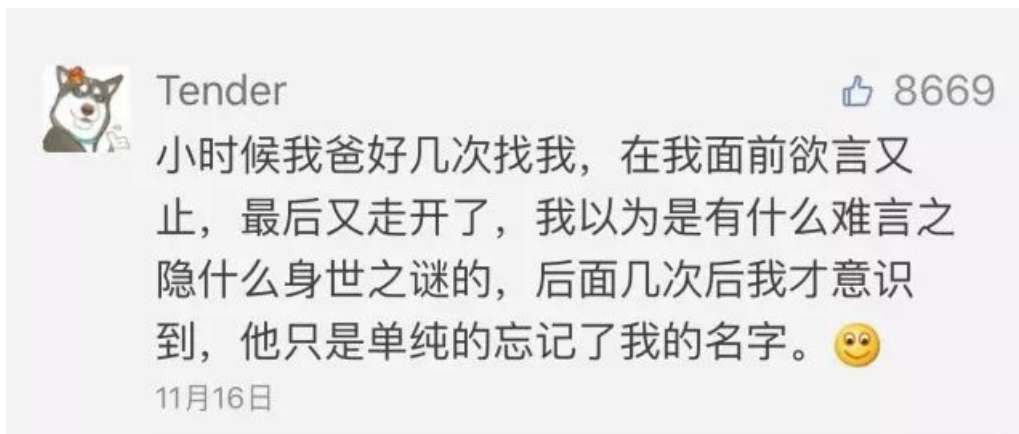 Tender 8669
小时候我爸好几次找我，在我面前欲言又
止，最后又走开了，我以为是有什么难言之
隐什么身世之谜的，后面几次后我才意识
到，他只是单纯的忘记了我的名字。
11月16日